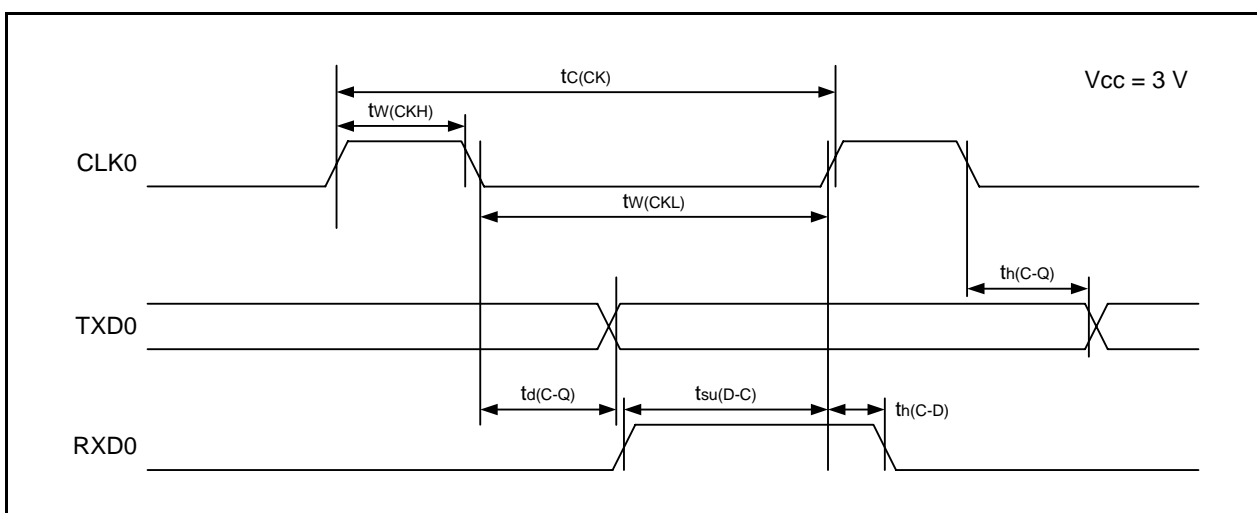 tC(CK)
Vcc = 3 V
tW(CKH)
CLK0
tW(CKL)
th(C-Q)
TXD0
td(C-Q)
tsu(D-C)
th(C-D)
RXD0